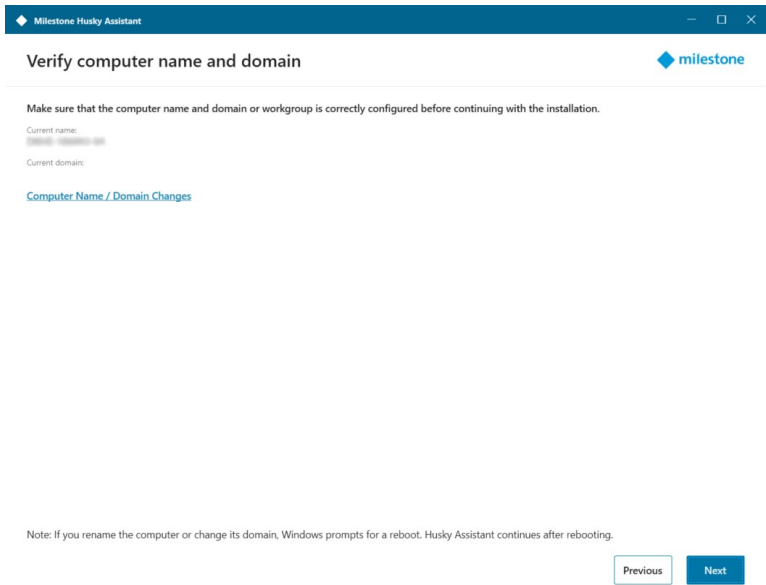 Milestone Husky Assistant
Verify computer name and domain
milestone
Make sure that the computer name and domain or workgroup is correctly configured before continuing with the installation.
Current name:
Current domain:
Computer Name / Domain Changes
Note: If you rename the computer or change its domain, Windows prompts for a reboot. Husky Assistant continues after rebooting.
Previous
Next